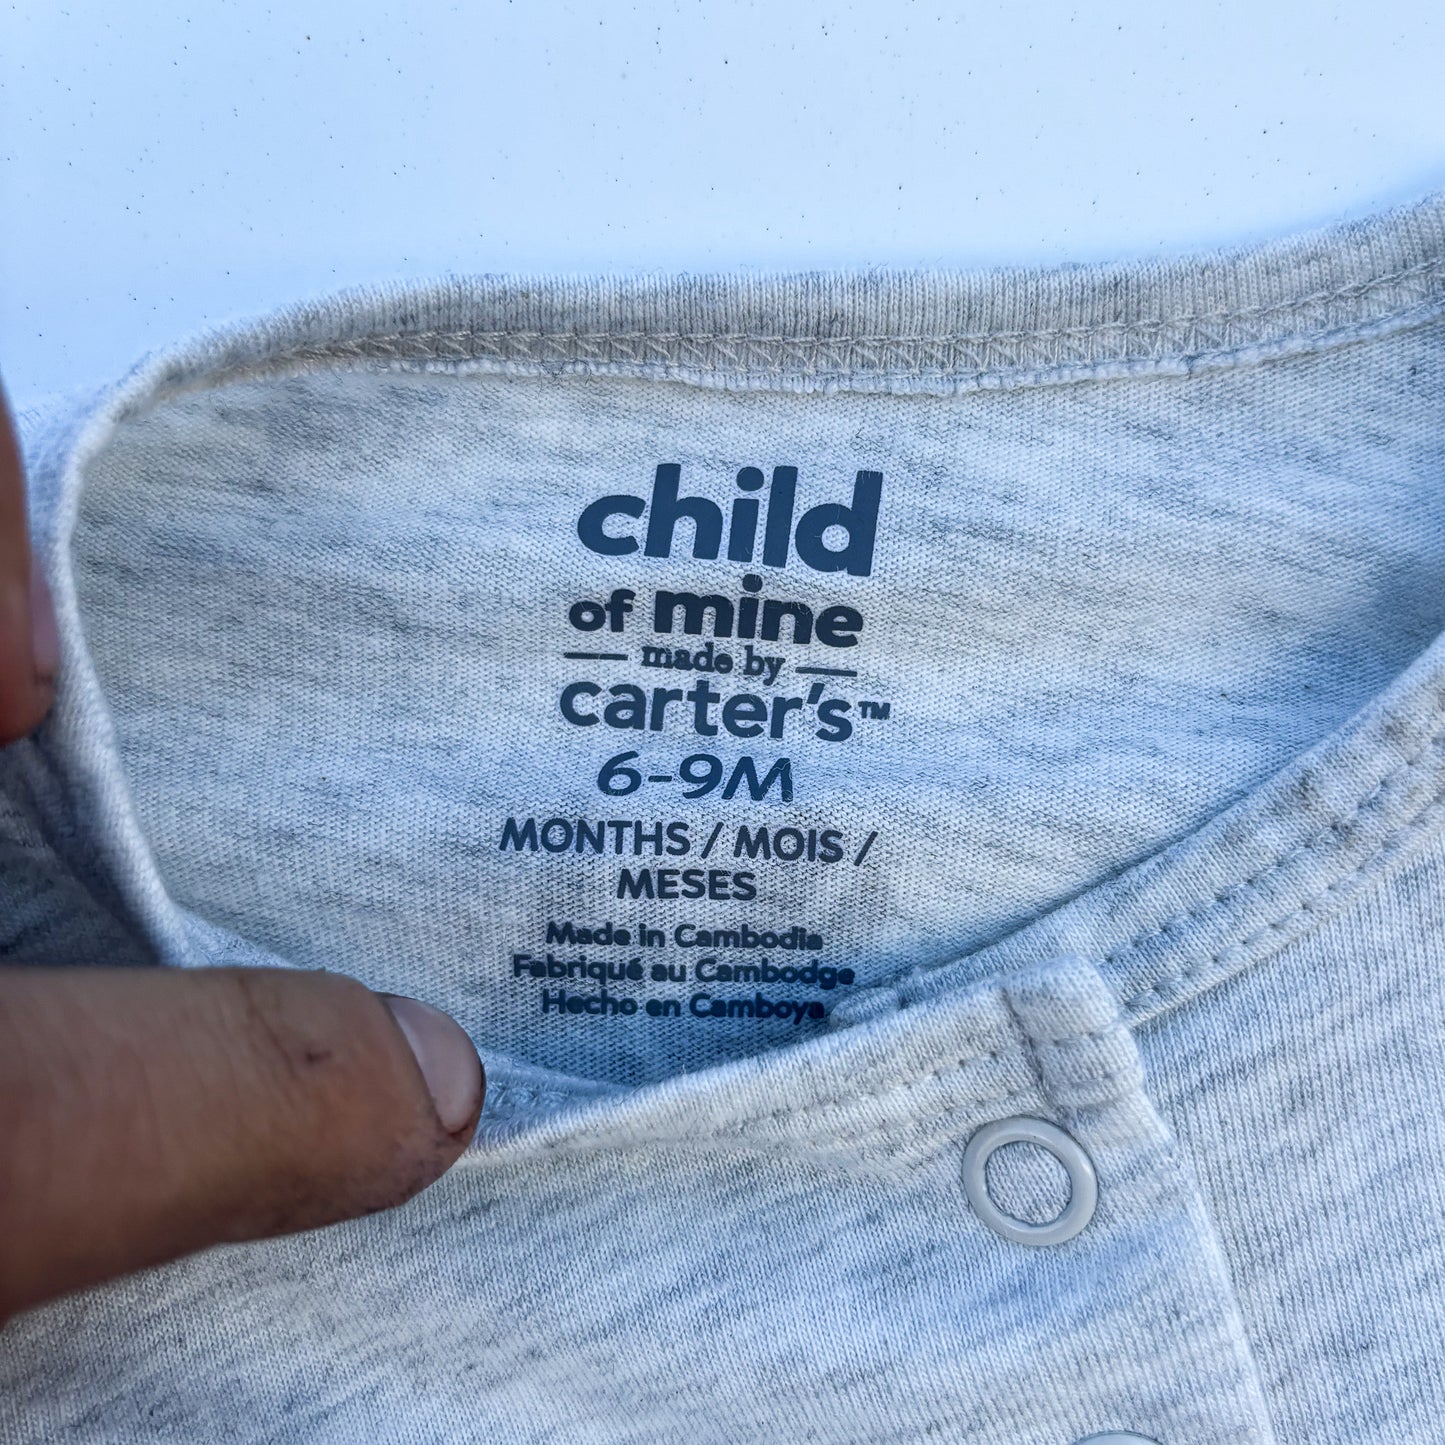 child
of mine
made by
carter's™
6-9M
MONTHS / MOIS /
MESES
Made in Cambodia
Fabriqué au Cambodge
Hecho en Camboya